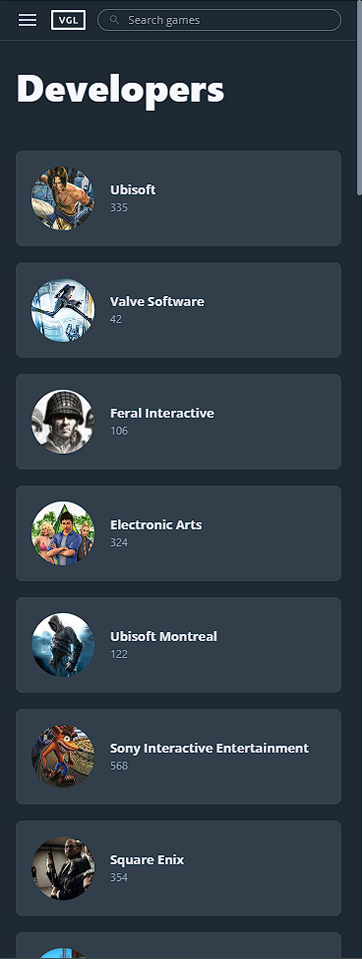 VGL
Search games
Developers
Ubisoft
335
Valve Software
42
Feral Interactive
106
Electronic Arts
324
Ubisoft Montreal
122
Sony Interactive Entertainment
568
Square Enix
354